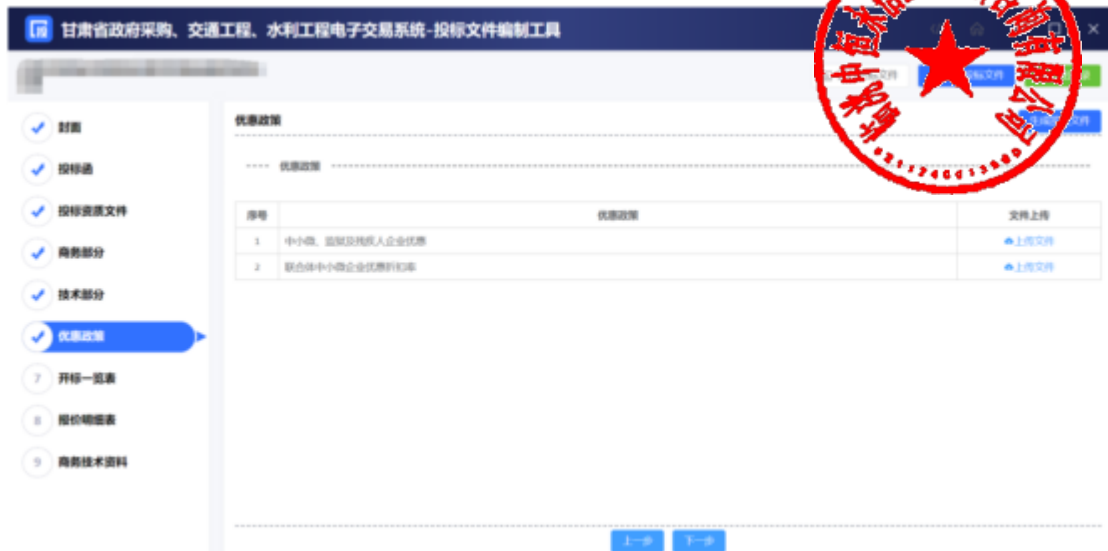 甘肃省政府采购、交通工程、水利工程电子交易系统-投标文件编制工具
封面
投标函
投标资质文件
商务部分
技术部分
优惠政策
7 开标一览表
8 报价明细表
9 商务技术资料
优惠政策
优惠政策
序号 优惠政策 文件上传
1 中小微、监狱及残疾人企业优惠 上传文件
2 联合体中小微企业优惠折扣率 上传文件
上一步 下一步